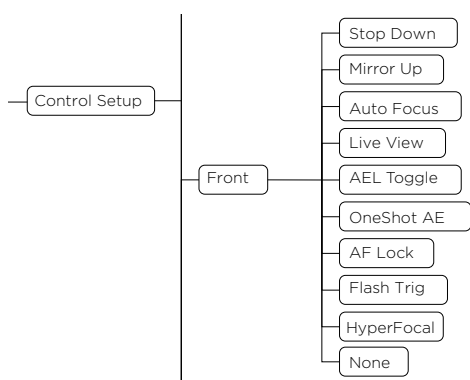 Control Setup
Front
Stop Down
Mirror Up
Auto Focus
Live View
AEL Toggle
OneShot AE
AF Lock
Flash Trig
HyperFocal
None